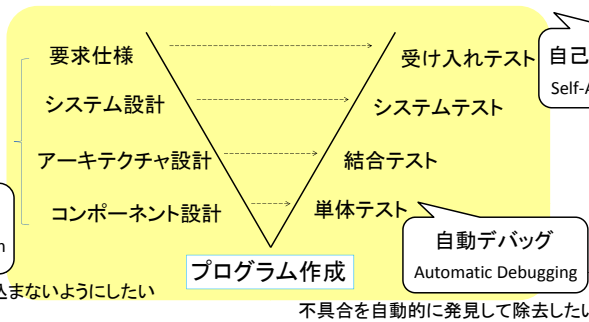 要求仕様
受け入れテスト
自己
Self-A
システム設計
システムテスト
アーキテクチャ設計
結合テスト
コンポーネント設計
単体テスト
n
自動デバッグ
Automatic Debugging
プログラム作成
込まないようにしたい
不具合を自動的に発見して除去したい